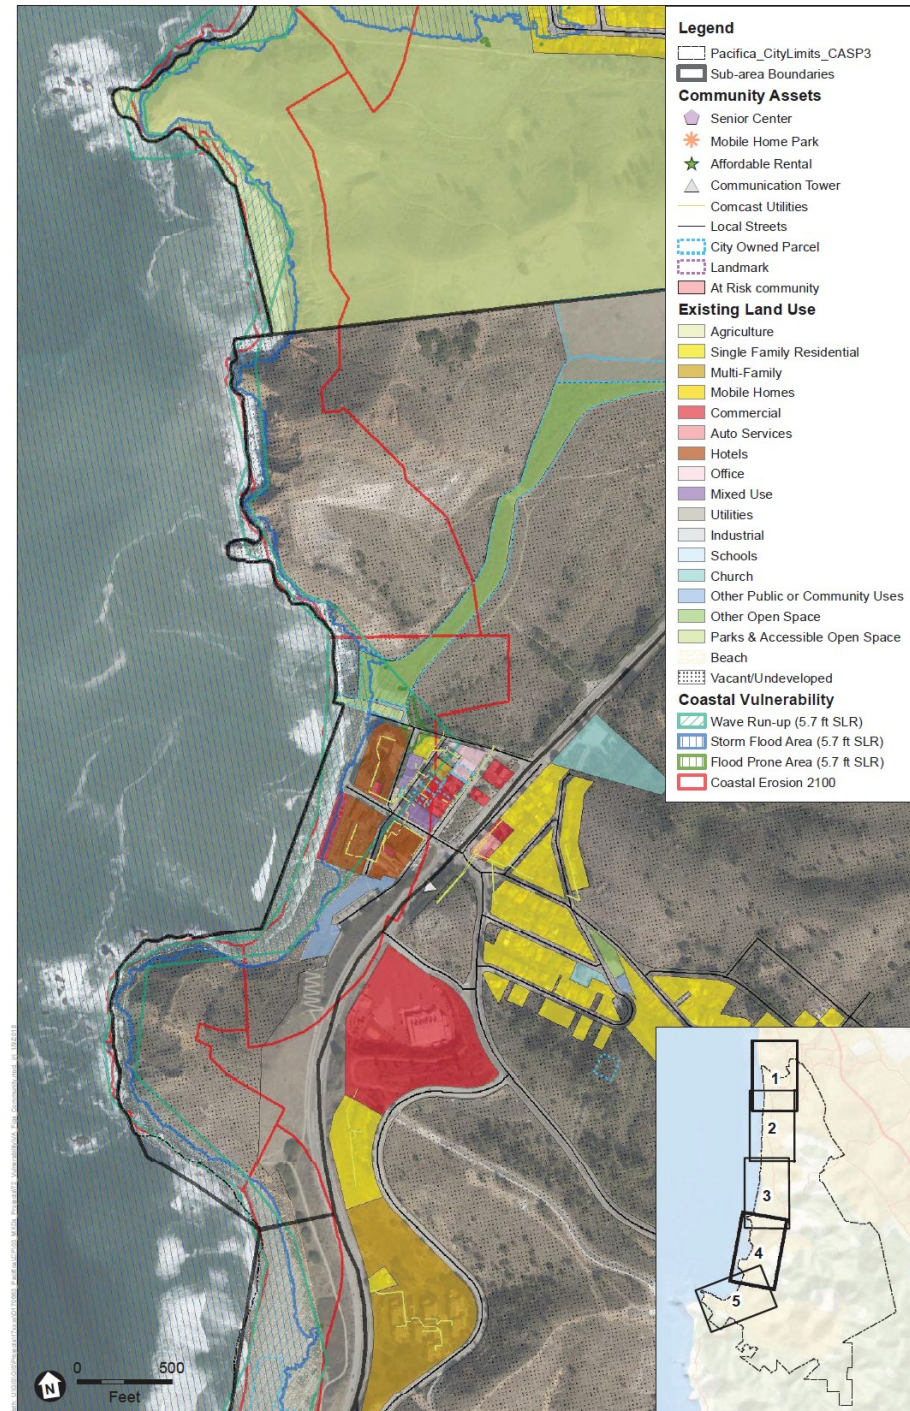 Legend
Pacifica_CityLimits_CASP3
Sub-area Boundaries
Community Assets
Senior Center
Mobile Home Park
Affordable Rental
Communication Tower
Comcast Utilities
Local Streets
City Owned Parcel
Landmark
At Risk community
Existing Land Use
Agriculture
Single Family Residential
Multi-Family
Mobile Homes
Commercial
Auto Services
Hotels
Office
Mixed Use
Utilities
Industrial
Schools
Church
Other Public or Community Uses
Other Open Space
Parks & Accessible Open Space
Beach
Vacant/Undeveloped
Coastal Vulnerability
Wave Run-up (5.7 ft SLR)
Storm Flood Area (5.7 ft SLR)
Flood Prone Area (5.7 ft SLR)
Coastal Erosion 2100
1
2
3
4
5
N
0 500
Feet